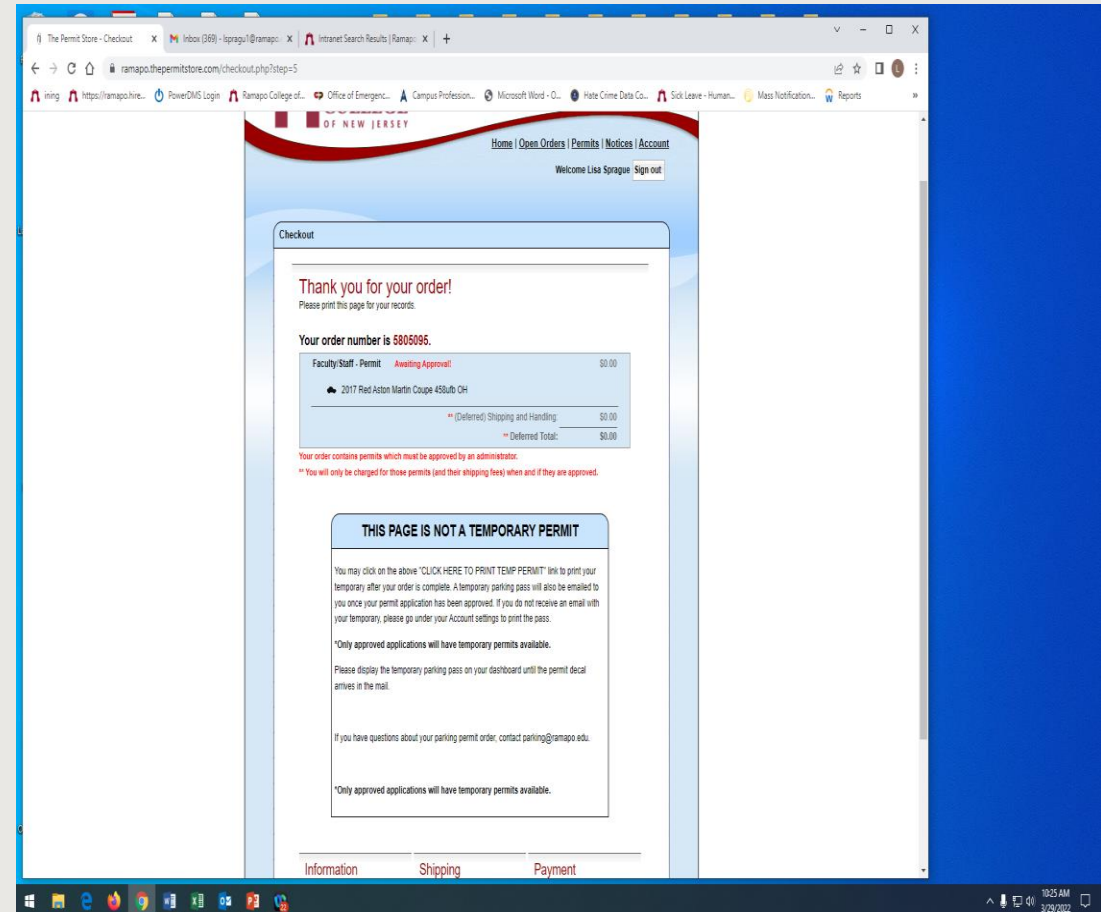 The Permit Store - Checkout X Inbox (369) - lspragu1@ramapo. X Intranet Search Results | Ramap X +
ramapo.thepermitstore.com/checkout.php?step=5
ining https://ramapo.hire... PowerDMS Login Ramapo College of... Office of Emergenc... Campus Profession... Microsoft Word - O... Hate Crime Data Co... Sick Leave - Human... Mass Notification... Reports »
OF NEW JERSEY
Home | Open Orders | Permits | Notices | Account
Welcome Lisa Sprague Sign out
Checkout
Thank you for your order!
Please print this page for your records.
Your order number is 5805095.
Faculty/Staff - Permit Awaiting Approval! $0.00
2017 Red Aston Martin Coupe 458ufb OH
** (Deferred) Shipping and Handling: $0.00
** Deferred Total: $0.00
Your order contains permits which must be approved by an administrator.
** You will only be charged for those permits (and their shipping fees) when and if they are approved.
THIS PAGE IS NOT A TEMPORARY PERMIT
You may click on the above "CLICK HERE TO PRINT TEMP PERMIT" link to print your
temporary after your order is complete. A temporary parking pass will also be emailed to
you once your permit application has been approved. If you do not receive an email with
your temporary, please go under your Account settings to print the pass.
*Only approved applications will have temporary permits available.
Please display the temporary parking pass on your dashboard until the permit decal
arrives in the mail.
If you have questions about your parking permit order, contact parking@ramapo.edu.
*Only approved applications will have temporary permits available.
Information Shipping Payment
10:25 AM
3/29/2022